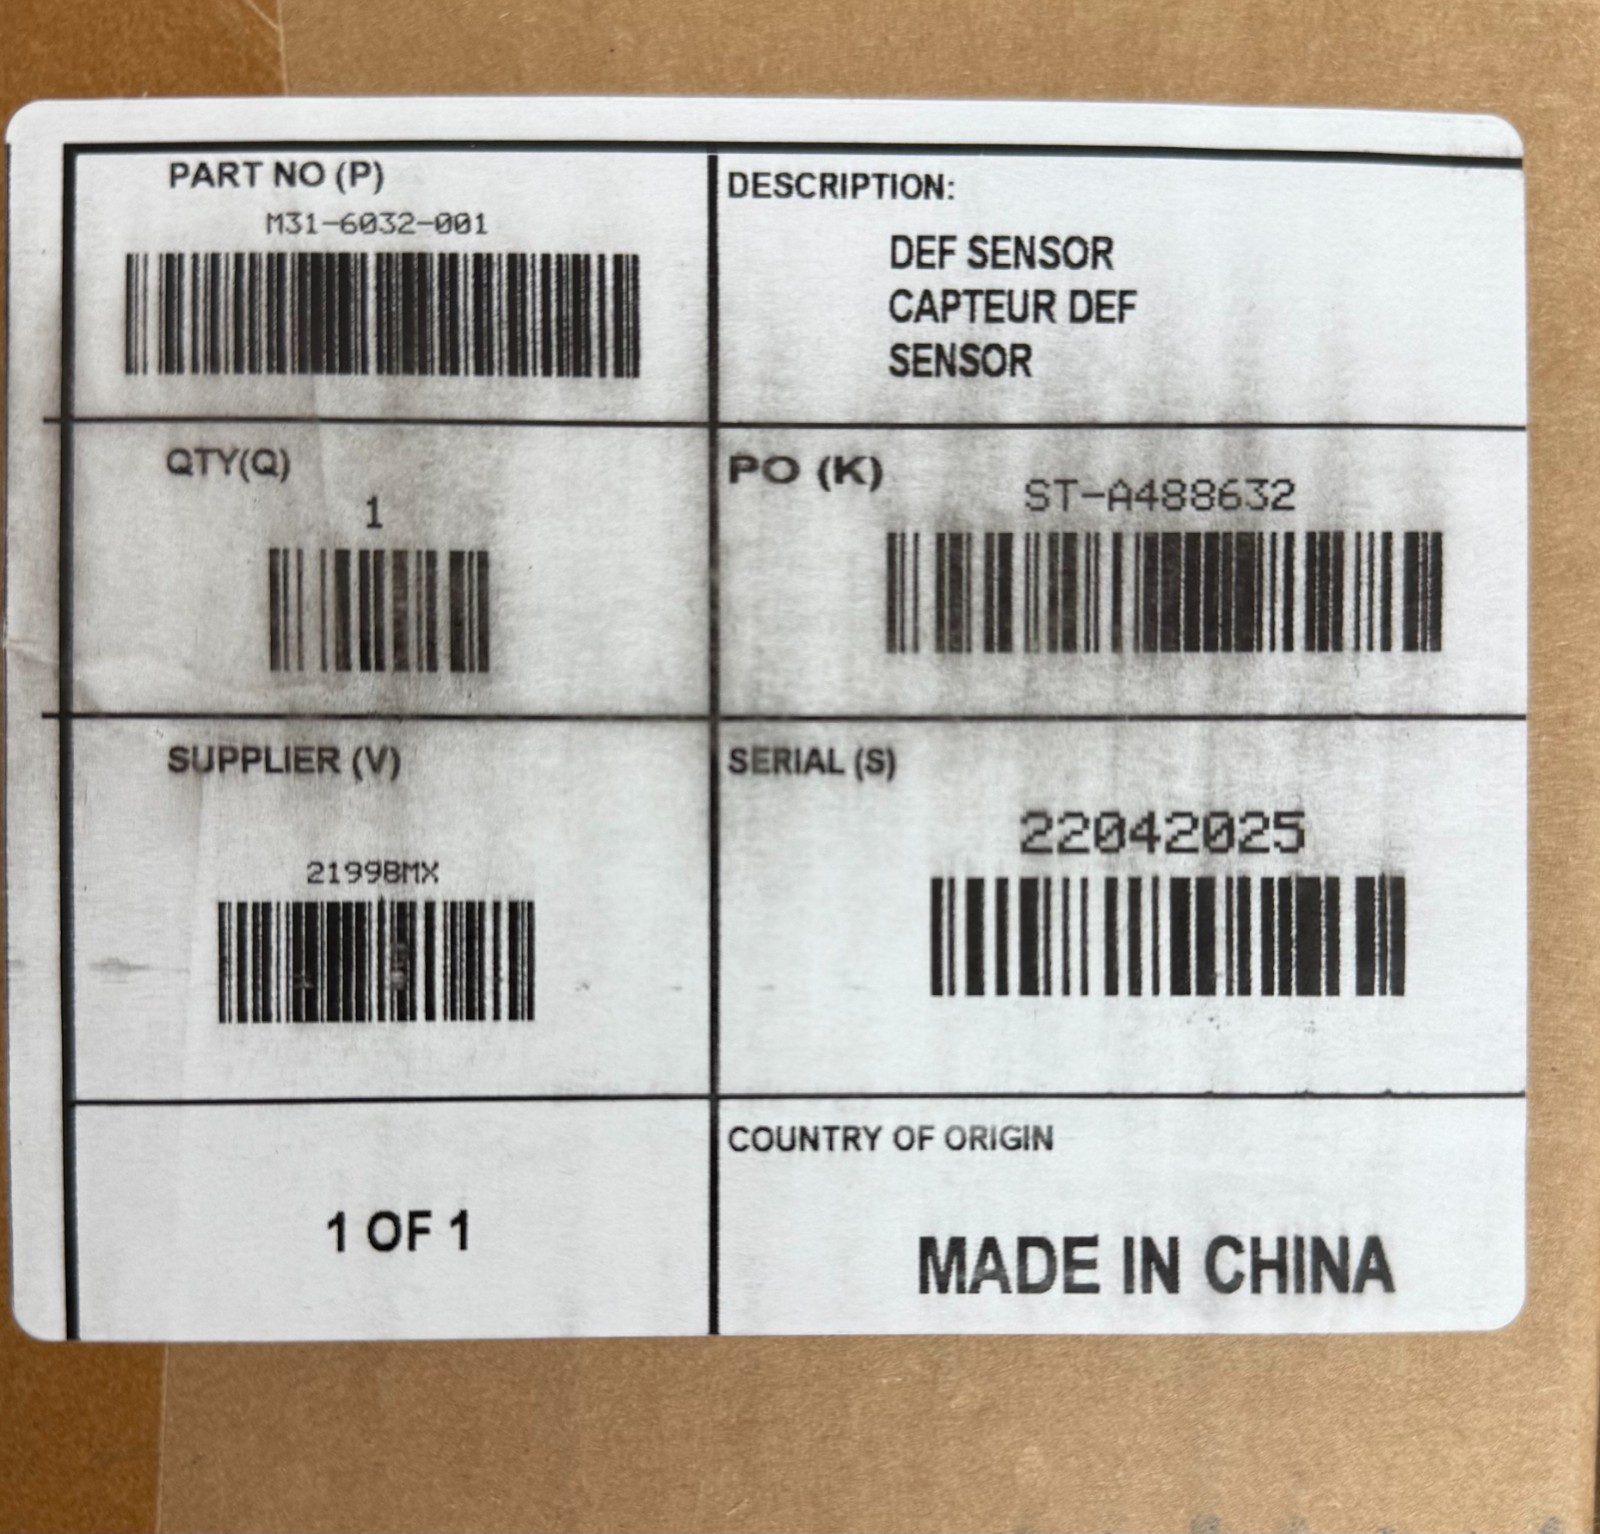 PART NO (P)
M31-6032-001
DESCRIPTION:
DEF SENSOR
CAPTEUR DEF
SENSOR
QTY(Q)
1
PO (K)
ST-A488632
SUPPLIER (V)
2199BMX
SERIAL (S)
22042025
1 OF 1
COUNTRY OF ORIGIN
MADE IN CHINA